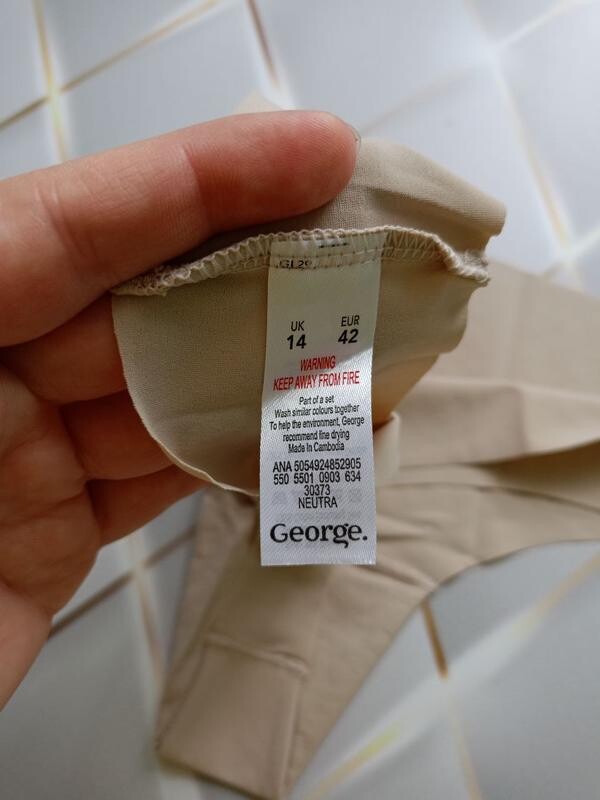 GL29
UK EUR
14 42
WARNING
KEEP AWAY FROM FIRE
Part of a set
Wash similar colours together
To help the environment, George
recommend line drying
Made In Cambodia
ANA 5054924852905
550 5501 0903 634
30373
NEUTRA
George.